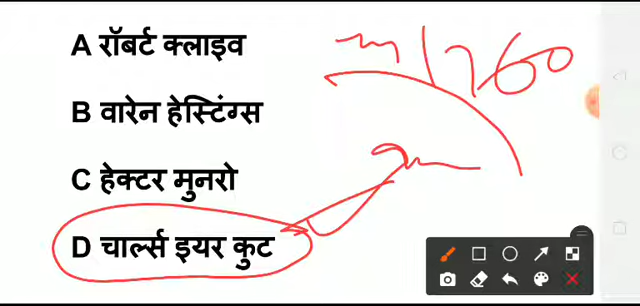 A रॉबर्ट क्लाइव
1760
B वारेन हेस्टिंग्स
C हेक्टर मुनरो
D चार्ल्स इयर कुट